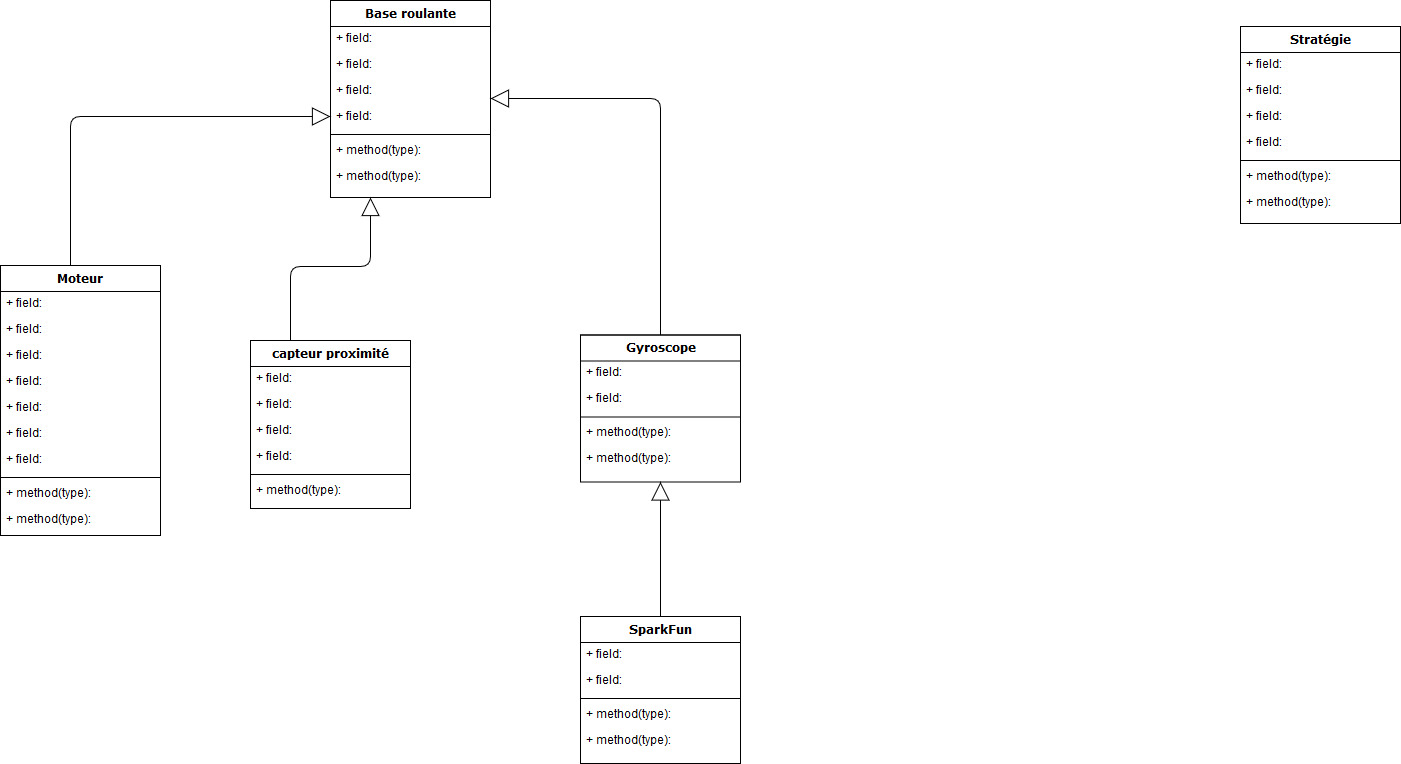 Base roulante
+ field:
+ field:
+ field:
+ field:
+ method(type):
+ method(type):
Stratégie
+ field:
+ field:
+ field:
+ field:
+ method(type):
+ method(type):
Moteur
+ field:
+ field:
+ field:
+ field:
+ field:
+ field:
+ field:
+ method(type):
+ method(type):
capteur proximité
+ field:
+ field:
+ field:
+ field:
+ method(type):
Gyroscope
+ field:
+ field:
+ method(type):
+ method(type):
SparkFun
+ field:
+ field:
+ method(type):
+ method(type):